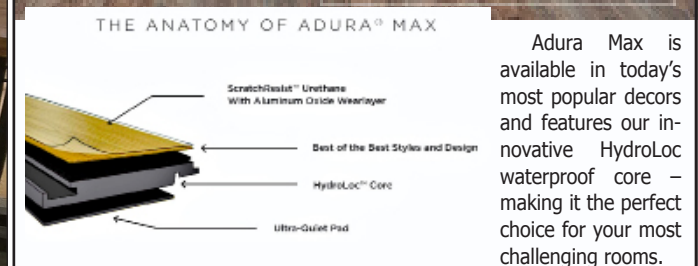 THE ANATOMY OF ADURA® MAX
ScratchResist™ Urethane
With Aluminum Oxide Wearlayer
Best of the Best Styles and Design
HydroLoc™ Core
Ultra-Quiet Pad
Adura Max is
available in today's
most popular decors
and features our in-
novative HydroLoc
waterproof core –
making it the perfect
choice for your most
challenging rooms.